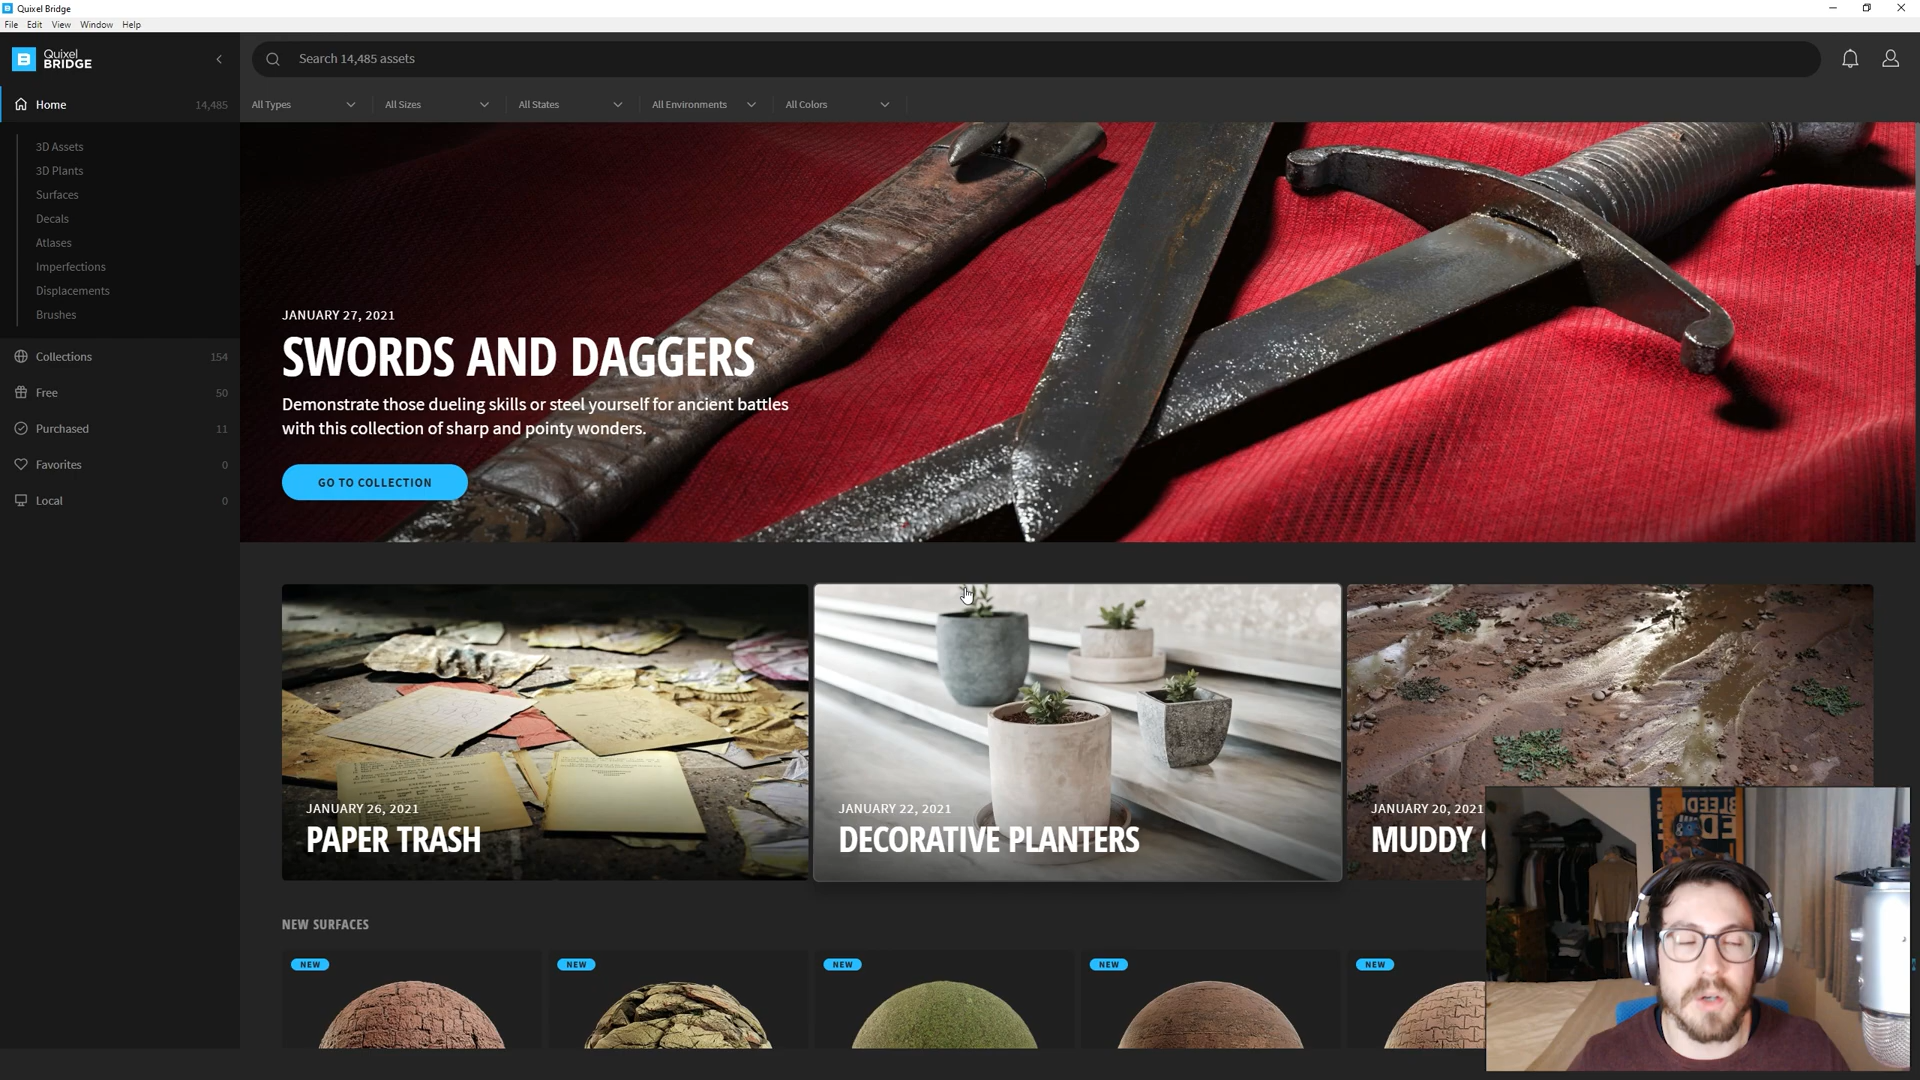 Quixel Bridge
File Edit View Window Help
Quixel
BRIDGE
Search 14,485 assets
Home 14,485
All Types All Sizes All States All Environments All Colors
3D Assets
3D Plants
Surfaces
Decals
Atlases
Imperfections
Displacements
Brushes
Collections 154
Free 50
Purchased 11
Favorites 0
Local 0
JANUARY 27, 2021
SWORDS AND DAGGERS
Demonstrate those dueling skills or steel yourself for ancient battles
with this collection of sharp and pointy wonders.
GO TO COLLECTION
JANUARY 26, 2021
PAPER TRASH
JANUARY 22, 2021
DECORATIVE PLANTERS
JANUARY 20, 2021
MUDDY
NEW SURFACES
NEW NEW NEW NEW NEW